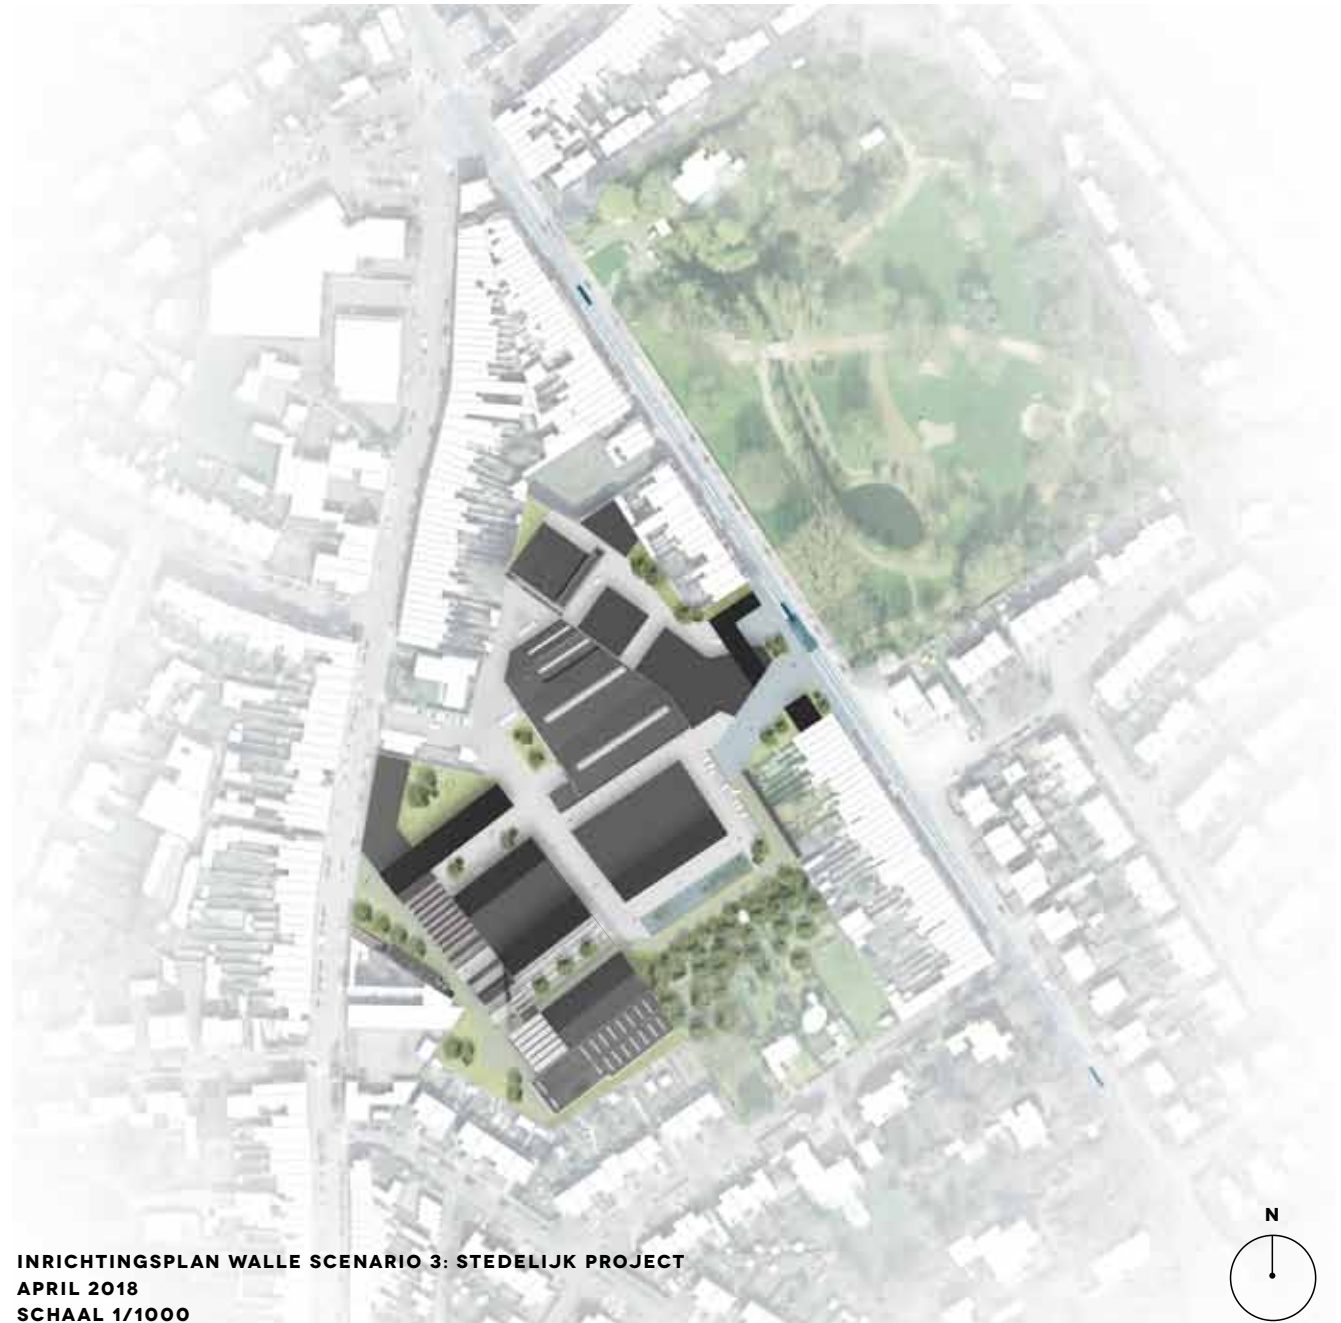 N
INRICHTINGSPLAN WALLE SCENARIO 3: STEDELIJK PROJECT
APRIL 2018
SCHAAL 1/1000